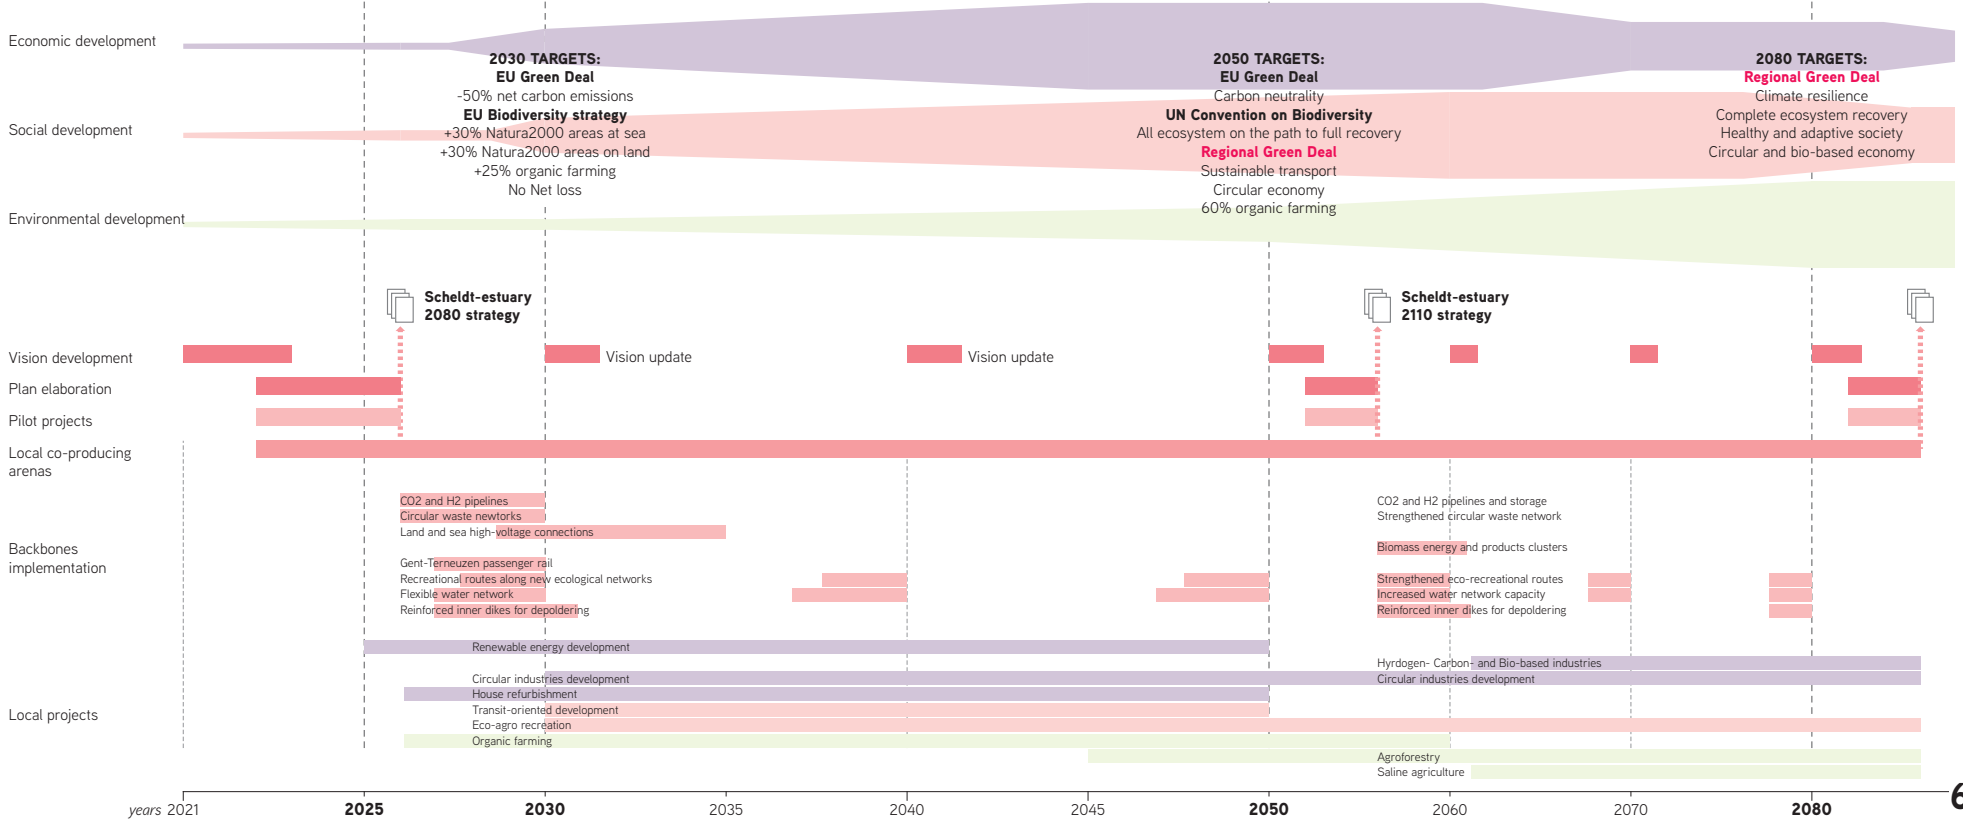 Economic development
2030 TARGETS:
EU Green Deal
-50% net carbon emissions
EU Biodiversity strategy
+30% Natura2000 areas at sea
+30% Natura2000 areas on land
+25% organic farming
No Net loss
2050 TARGETS:
EU Green Deal
Carbon neutrality
UN Convention on Biodiversity
All ecosystem on the path to full recovery
Regional Green Deal
Sustainable transport
Circular economy
60% organic farming
2080 TARGETS:
Regional Green Deal
Climate resilience
Complete ecosystem recovery
Healthy and adaptive society
Circular and bio-based economy
Social development
Environmental development
Scheldt-estuary
2080 strategy
Scheldt-estuary
2110 strategy
Vision development
Vision update
Vision update
Plan elaboration
Pilot projects
Local co-producing
arenas
Backbones
implementation
CO2 and H2 pipelines
Circular waste newtorks
Land and sea high-voltage connections
Gent-Terneuzen passenger rail
Recreational routes along new ecological networks
Flexible water network
Reinforced inner dikes for depoldering
CO2 and H2 pipelines and storage
Strengthened circular waste network
Biomass energy and products clusters
Strengthened eco-recreational routes
Increased water network capacity
Reinforced inner dikes for depoldering
Local projects
Renewable energy development
Circular industries development
House refurbishment
Transit-oriented development
Eco-agro recreation
Organic farming
Hyrdogen- Carbon- and Bio-based industries
Circular industries development
Agroforestry
Saline agriculture
years 2021 2025 2030 2035 2040 2045 2050 2060 2070 2080
6